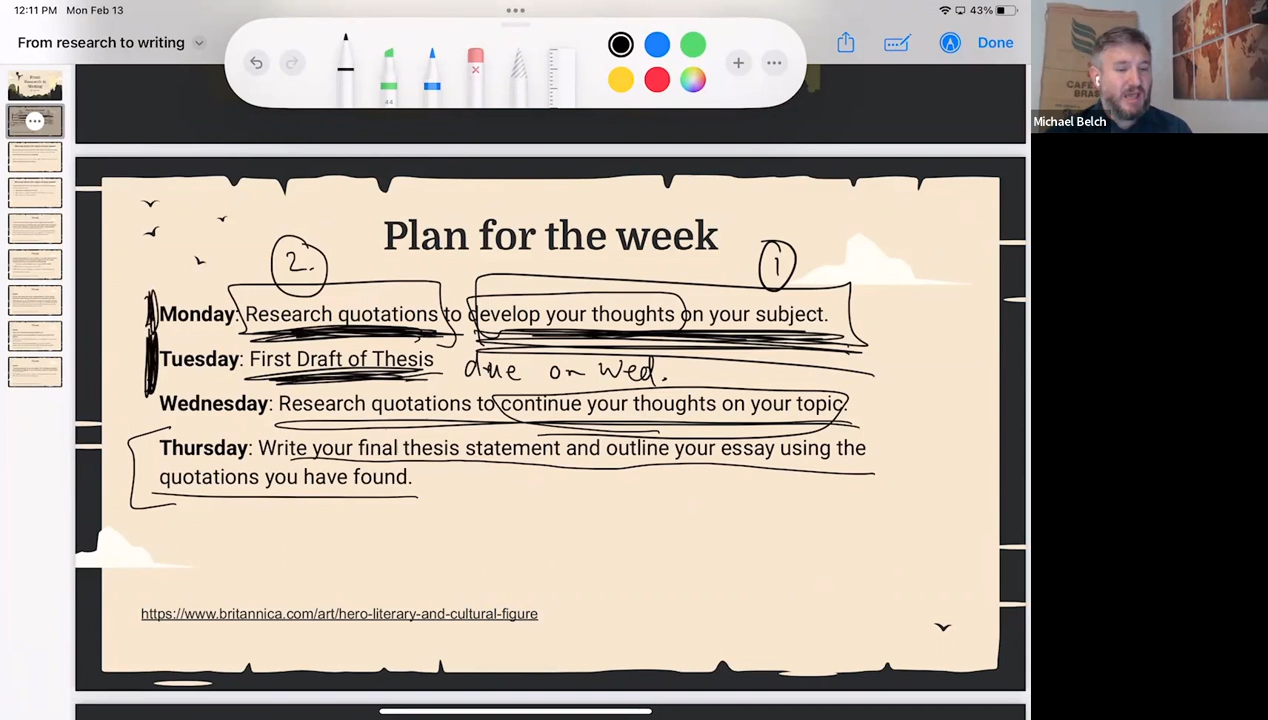 12:11 PM Mon Feb 13
43%
From research to writing
44
Done
CAFÉ
BRAS
Michael Belch
Plan for the week
2.
1
Monday: Research quotations to develop your thoughts on your subject.
Tuesday: First Draft of Thesis due on Wed.
Wednesday: Research quotations to continue your thoughts on your topic.
Thursday: Write your final thesis statement and outline your essay using the
quotations you have found.
https://www.britannica.com/art/hero-literary-and-cultural-figure